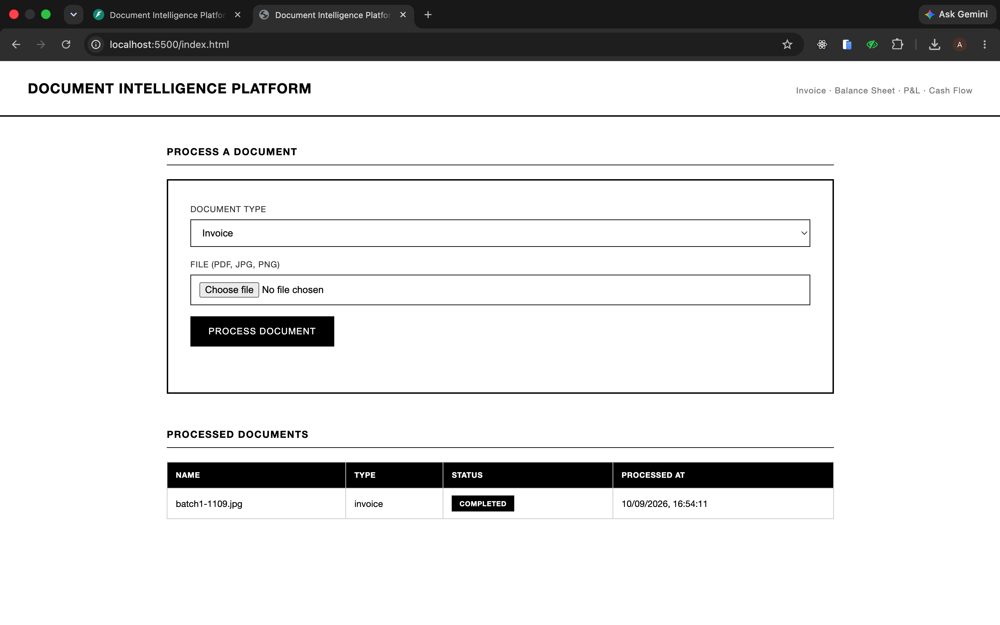 Document Intelligence Platfor
Document Intelligence Platfor
Ask Gemini
localhost:5500/index.html
A
DOCUMENT INTELLIGENCE PLATFORM
Invoice · Balance Sheet · P&L · Cash Flow
PROCESS A DOCUMENT
DOCUMENT TYPE
Invoice
FILE (PDF, JPG, PNG)
Choose file No file chosen
PROCESS DOCUMENT
PROCESSED DOCUMENTS
NAME TYPE STATUS PROCESSED AT
batch1-1109.jpg invoice COMPLETED 10/09/2026, 16:54:11